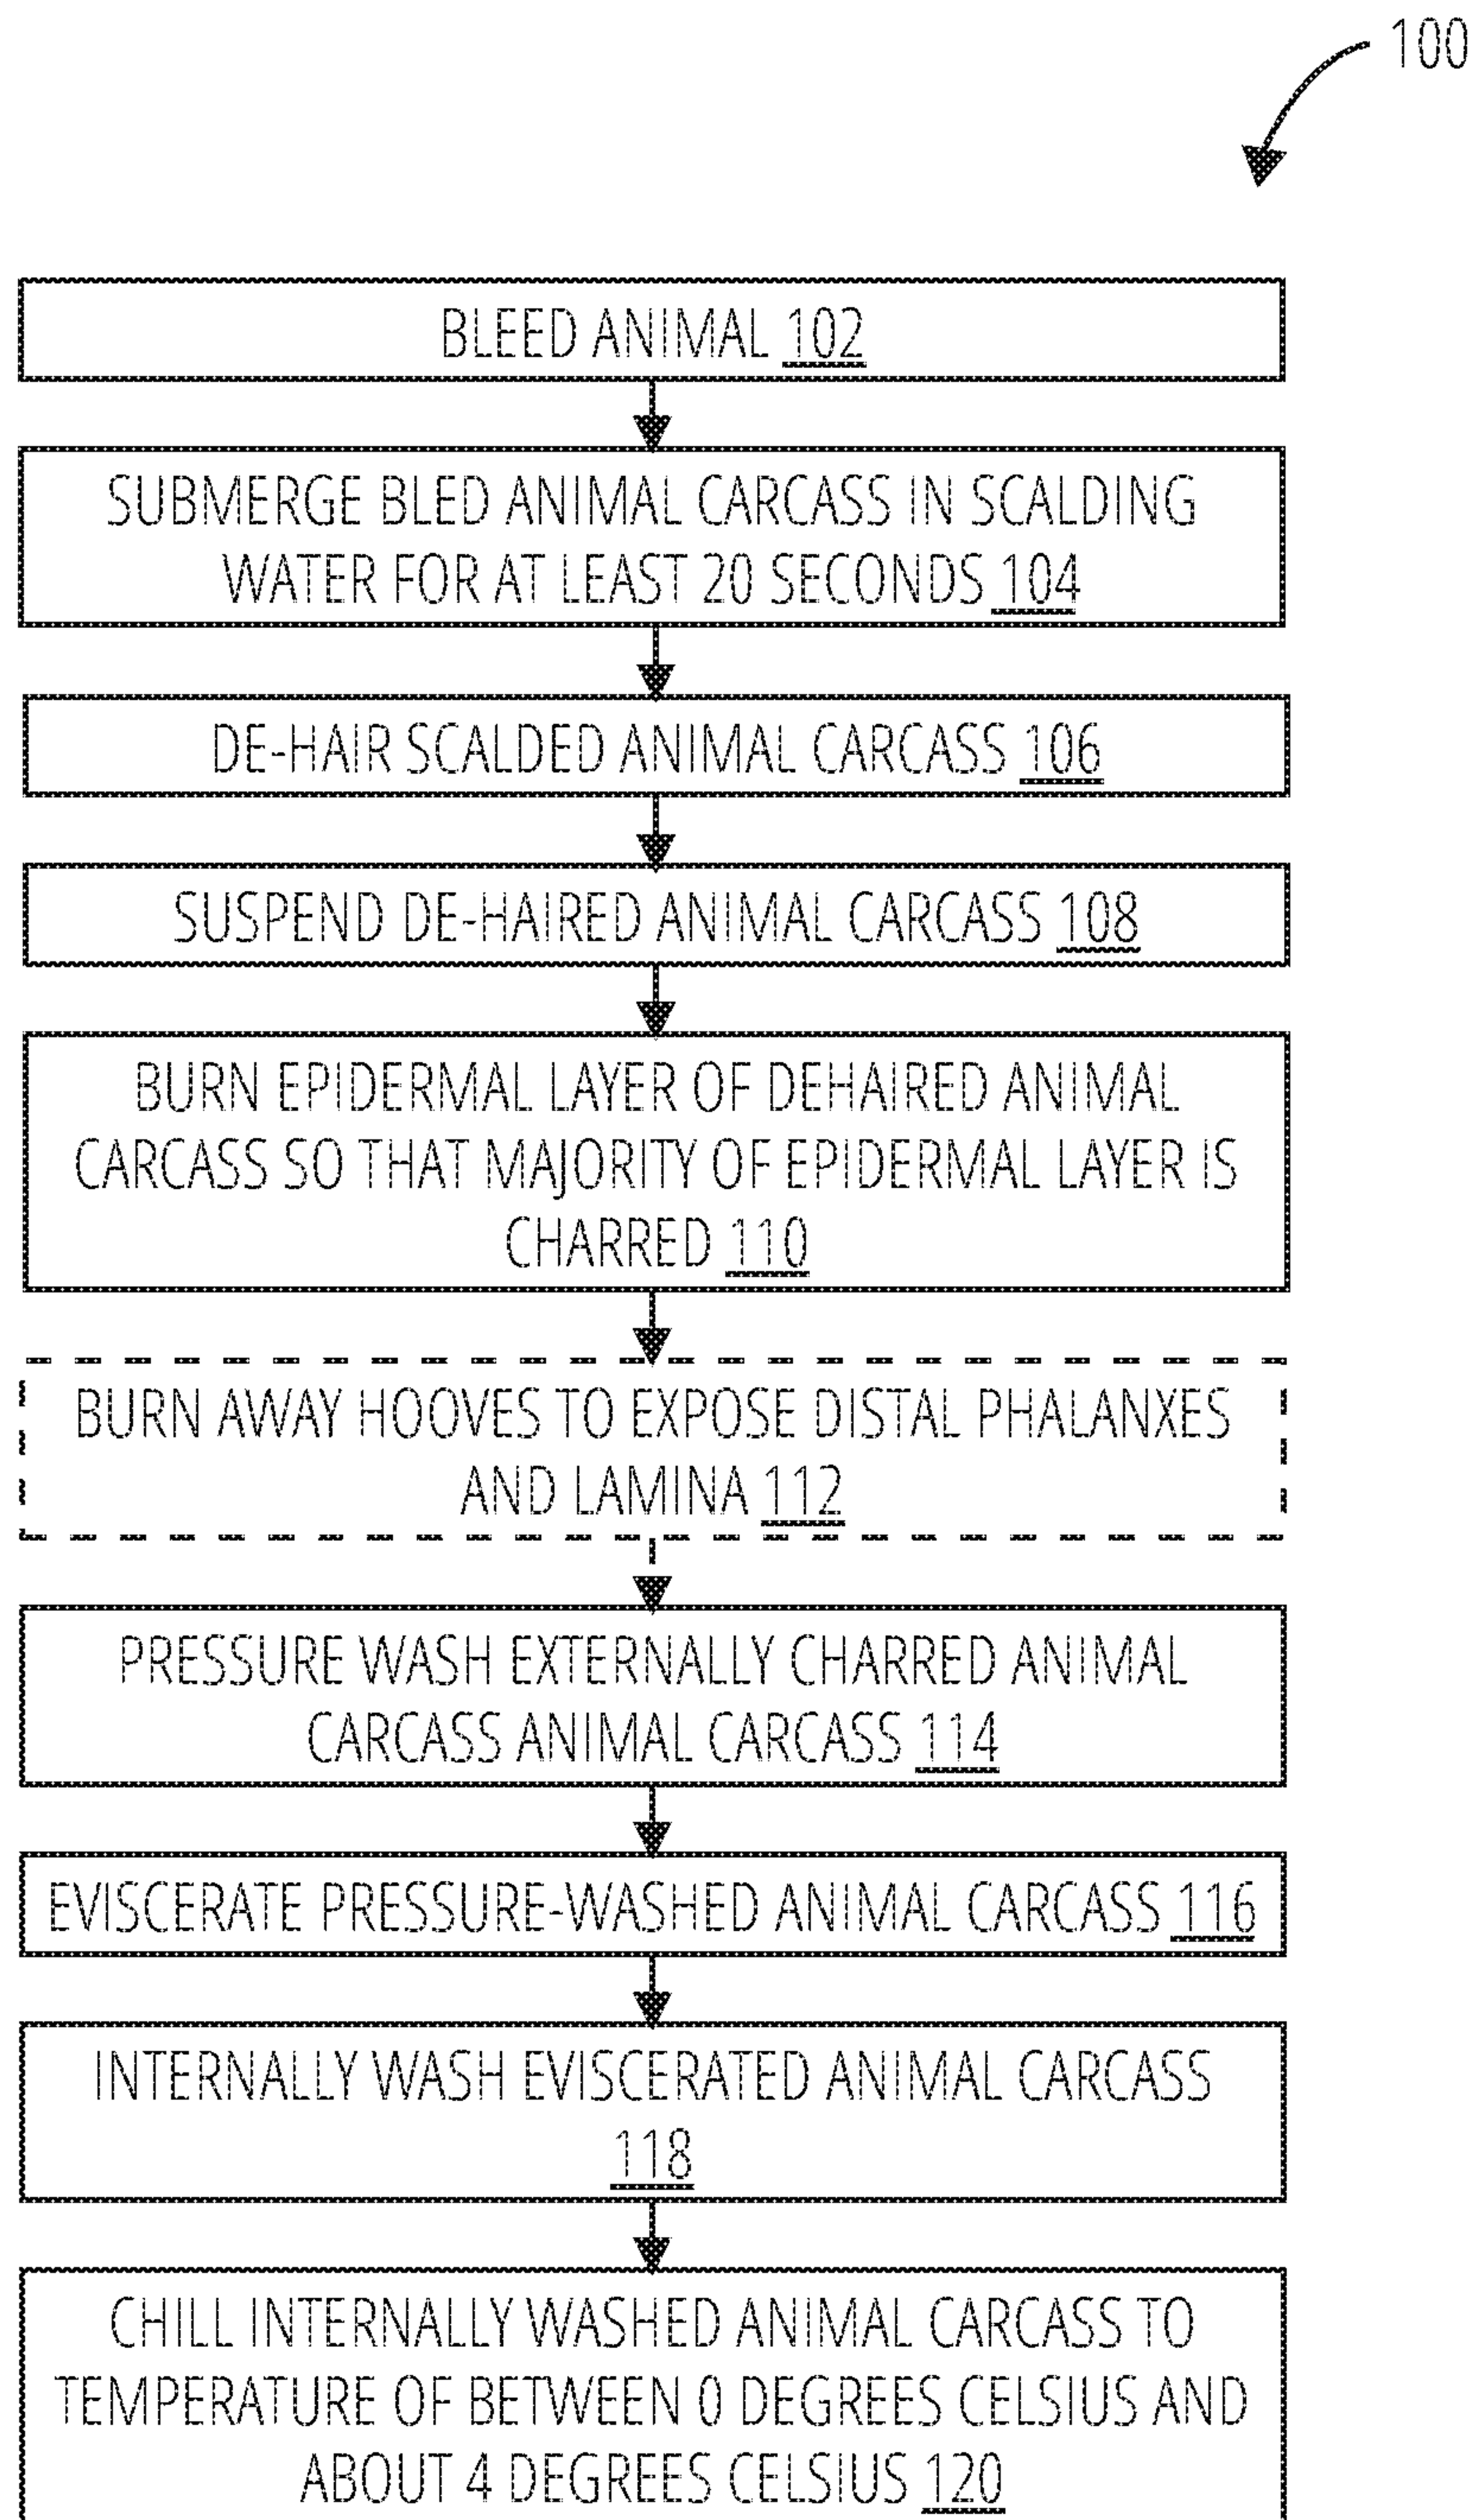 100
BLEED ANIMAL 102
SUBMERGE BLED ANIMAL CARCASS IN SCALDING
WATER FOR AT LEAST 20 SECONDS 104
DE-HAIR SCALDED ANIMAL CARCASS 106
SUSPEND DE-HAIRED ANIMAL CARCASS 108
BURN EPIDERMAL LAYER OF DEHAIRED ANIMAL
CARCASS SO THAT MAJORITY OF EPIDERMAL LAYER IS
CHARRED 110
BURN AWAY HOOVES TO EXPOSE DISTAL PHALANXES
AND LAMINA 112
PRESSURE WASH EXTERNALLY CHARRED ANIMAL
CARCASS ANIMAL CARCASS 114
EVISCERATE PRESSURE-WASHED ANIMAL CARCASS 116
INTERNALLY WASH EVISCERATED ANIMAL CARCASS
118
CHILL INTERNALLY WASHED ANIMAL CARCASS TO
TEMPERATURE OF BETWEEN 0 DEGREES CELSIUS AND
ABOUT 4 DEGREES CELSIUS 120